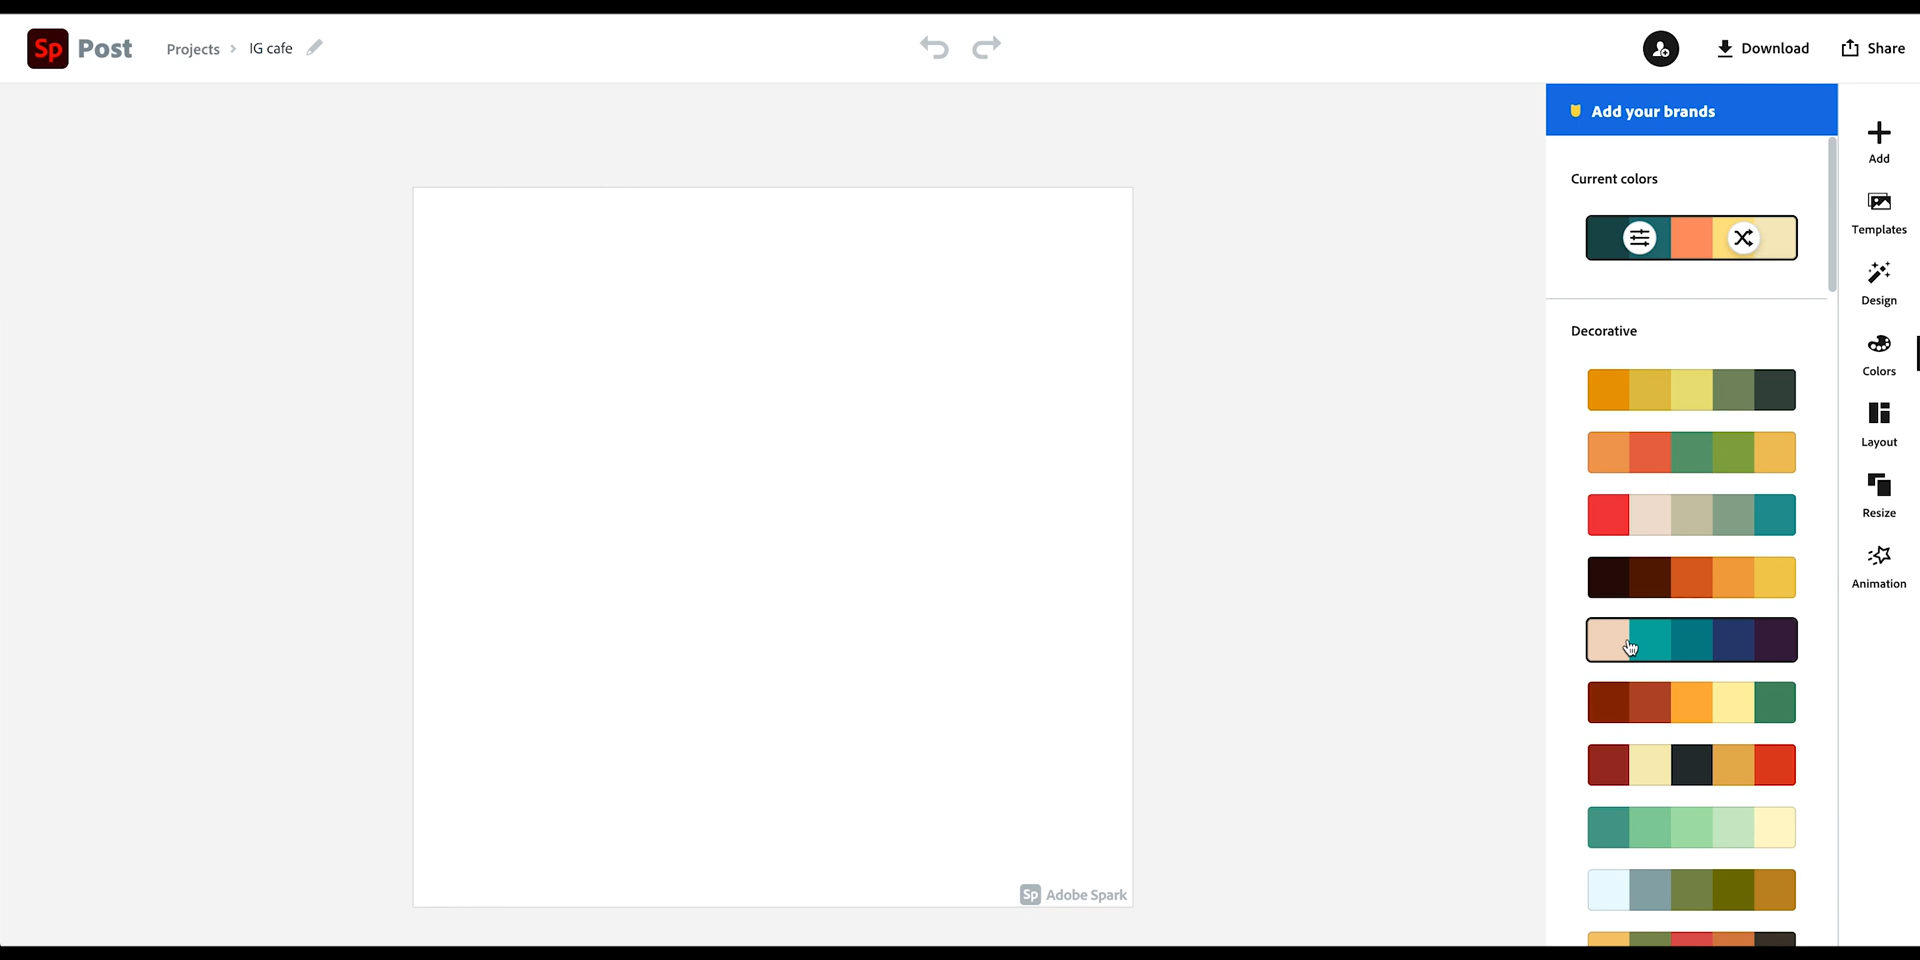 Sp Post
Projects > IG cafe
Download
Share
Add your brands
Current colors
Decorative
Add
Templates
Design
Colors
Layout
Resize
Animation
Sp Adobe Spark